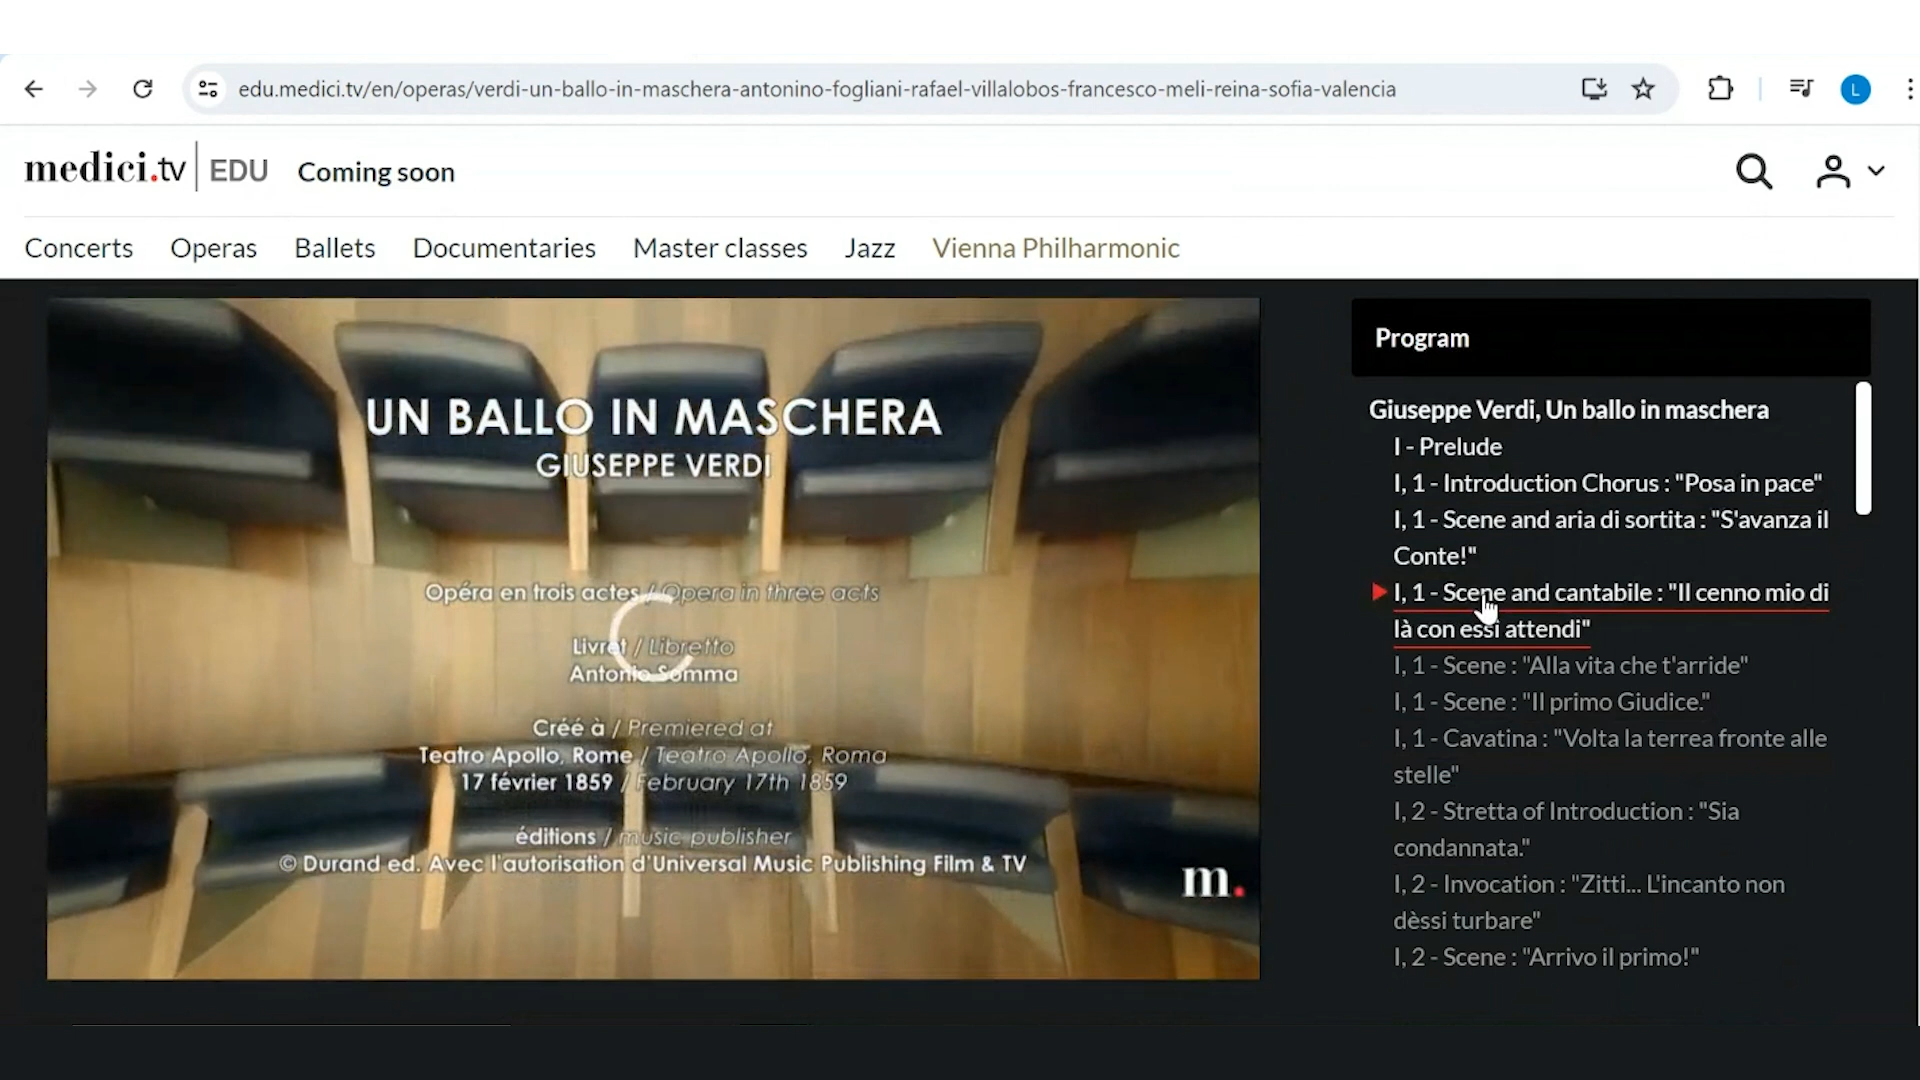 edu.medici.tv/en/operas/verdi-un-ballo-in-maschera-antonino-fogliani-rafael-villalobos-francesco-meli-reina-sofia-valencia
L
medici.tv EDU Coming soon
Concerts Operas Ballets Documentaries Master classes Jazz Vienna Philharmonic
UN BALLO IN MASCHERA
GIUSEPPE VERDI
Opéra en trois actes / Opera in three acts
Livret / Libretto
Antonio Somma
Créé à / Premiered at
Teatro Apollo, Rome / Teatro Apollo, Roma
17 février 1859 / February 17th 1859
éditions / music publisher
© Durand ed. Avec l'autorisation d'Universal Music Publishing Film & TV
m.
Program
Giuseppe Verdi, Un ballo in maschera
I - Prelude
I, 1 - Introduction Chorus : "Posa in pace"
I, 1 - Scene and aria di sortita : "S'avanza il
Conte!"
I, 1 - Scene and cantabile : "Il cenno mio di
là con essi attendi"
I, 1 - Scene : "Alla vita che t'arride"
I, 1 - Scene : "Il primo Giudice."
I, 1 - Cavatina : "Volta la terrea fronte alle
stelle"
I, 2 - Stretta of Introduction : "Sia
condannata."
I, 2 - Invocation : "Zitti... L'incanto non
dèssi turbare"
I, 2 - Scene : "Arrivo il primo!"